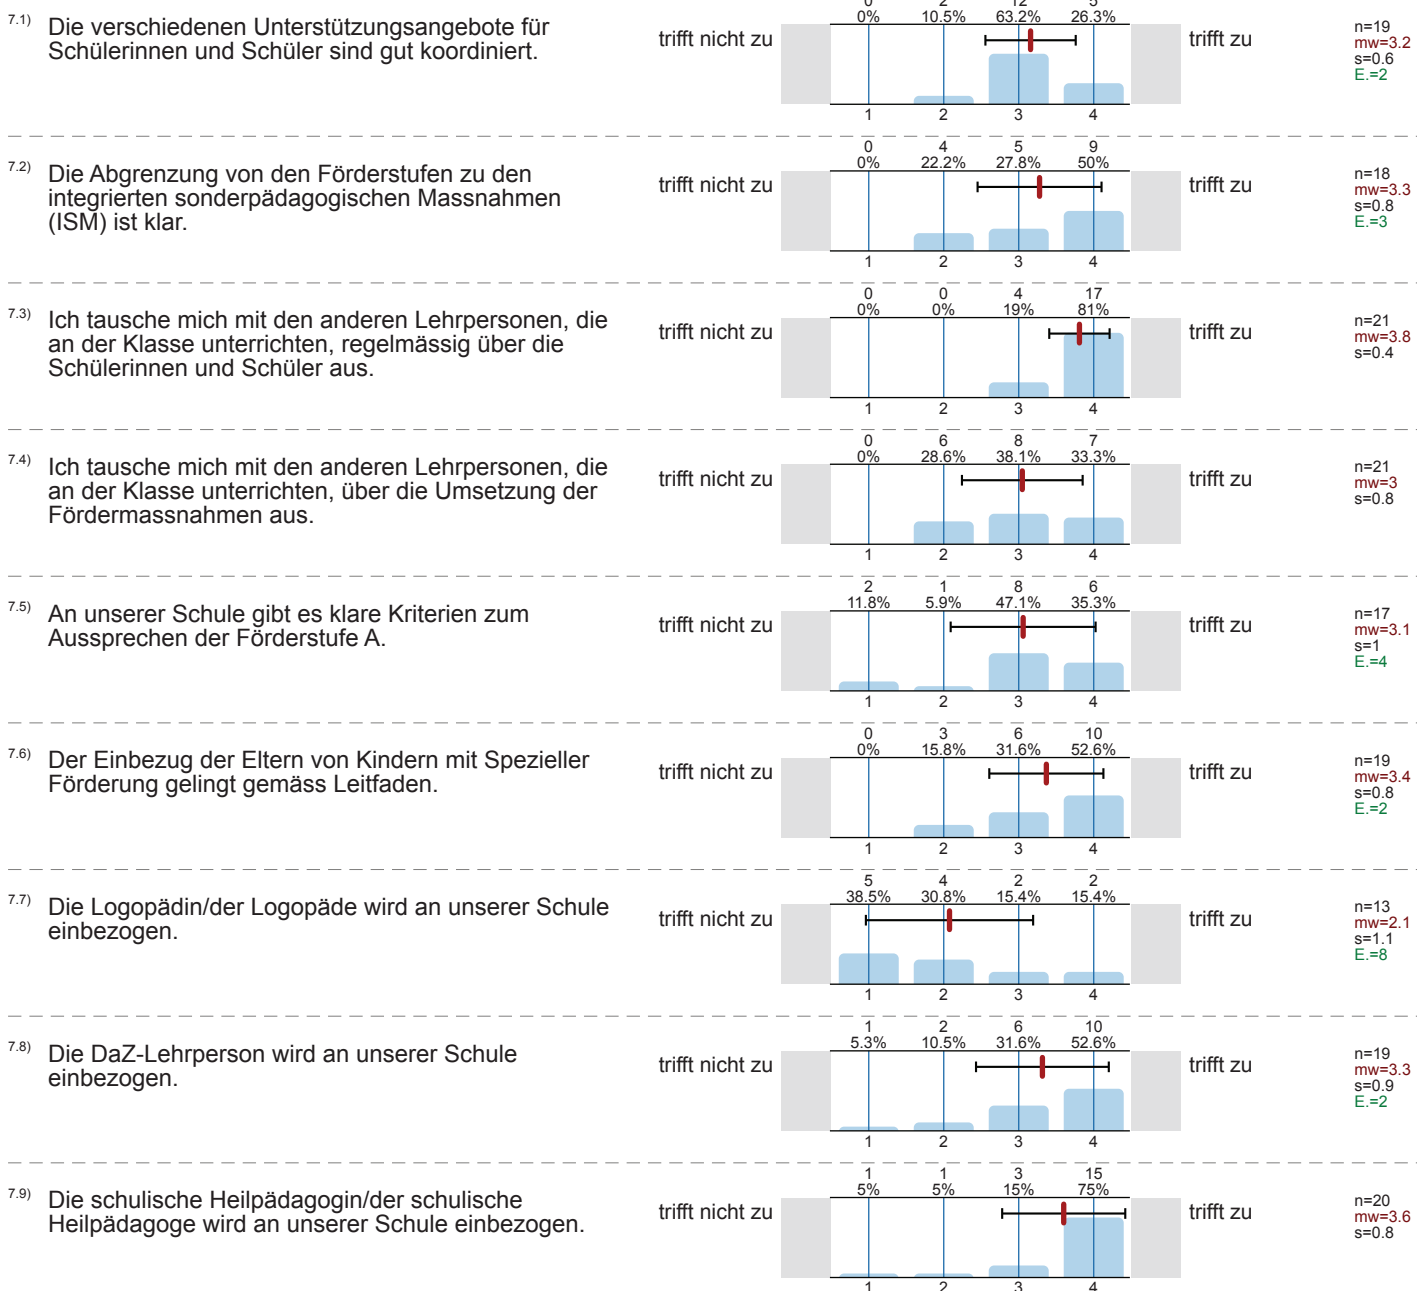 0 2 12 5
0% 10.5% 63.2% 26.3%
7.1) Die verschiedenen Unterstützungsangebote für
Schülerinnen und Schüler sind gut koordiniert.
trifft nicht zu
trifft zu
n=19
mw=3.2
s=0.6
E.=2
1 2 3 4
0 4 5 9
0% 22.2% 27.8% 50%
7.2) Die Abgrenzung von den Förderstufen zu den
integrierten sonderpädagogischen Massnahmen
(ISM) ist klar.
trifft nicht zu
trifft zu
n=18
mw=3.3
s=0.8
E.=3
1 2 3 4
0 0 4 17
0% 0% 19% 81%
7.3) Ich tausche mich mit den anderen Lehrpersonen, die
an der Klasse unterrichten, regelmässig über die
Schülerinnen und Schüler aus.
trifft nicht zu
trifft zu
n=21
mw=3.8
s=0.4
1 2 3 4
0 6 8 7
0% 28.6% 38.1% 33.3%
7.4) Ich tausche mich mit den anderen Lehrpersonen, die
an der Klasse unterrichten, über die Umsetzung der
Fördermassnahmen aus.
trifft nicht zu
trifft zu
n=21
mw=3
s=0.8
1 2 3 4
2 1 8 6
11.8% 5.9% 47.1% 35.3%
7.5) An unserer Schule gibt es klare Kriterien zum
Aussprechen der Förderstufe A.
trifft nicht zu
trifft zu
n=17
mw=3.1
s=1
E.=4
1 2 3 4
0 3 6 10
0% 15.8% 31.6% 52.6%
7.6) Der Einbezug der Eltern von Kindern mit Spezieller
Förderung gelingt gemäss Leitfaden.
trifft nicht zu
trifft zu
n=19
mw=3.4
s=0.8
E.=2
1 2 3 4
5 4 2 2
38.5% 30.8% 15.4% 15.4%
7.7) Die Logopädin/der Logopäde wird an unserer Schule
einbezogen.
trifft nicht zu
trifft zu
n=13
mw=2.1
s=1.1
E.=8
1 2 3 4
1 2 6 10
5.3% 10.5% 31.6% 52.6%
7.8) Die DaZ-Lehrperson wird an unserer Schule
einbezogen.
trifft nicht zu
trifft zu
n=19
mw=3.3
s=0.9
E.=2
1 2 3 4
1 1 3 15
5% 5% 15% 75%
7.9) Die schulische Heilpädagogin/der schulische
Heilpädagoge wird an unserer Schule einbezogen.
trifft nicht zu
trifft zu
n=20
mw=3.6
s=0.8
1 2 3 4